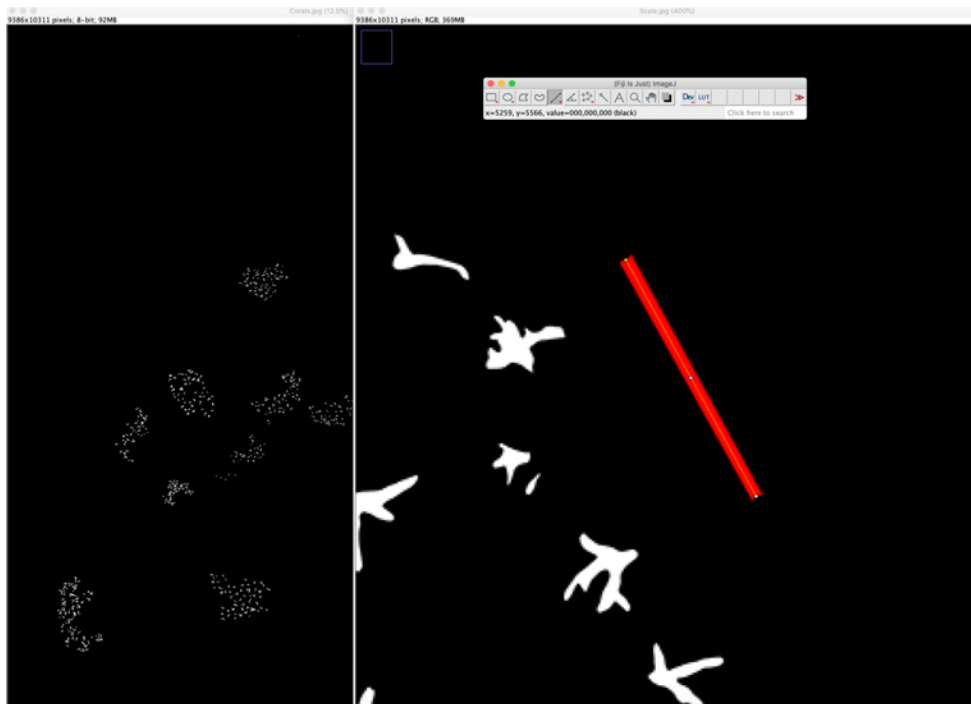 Corals.jpg (12.5%)
9386x10311 pixels; 8-bit; 92MB
Scale.jpg (400%)
9386x10311 pixels; RGB; 369MB
(Fiji Is Just) ImageJ
A
Dev
LUT
x=5259, y=5566, value=000,000,000 (black)
Click here to search